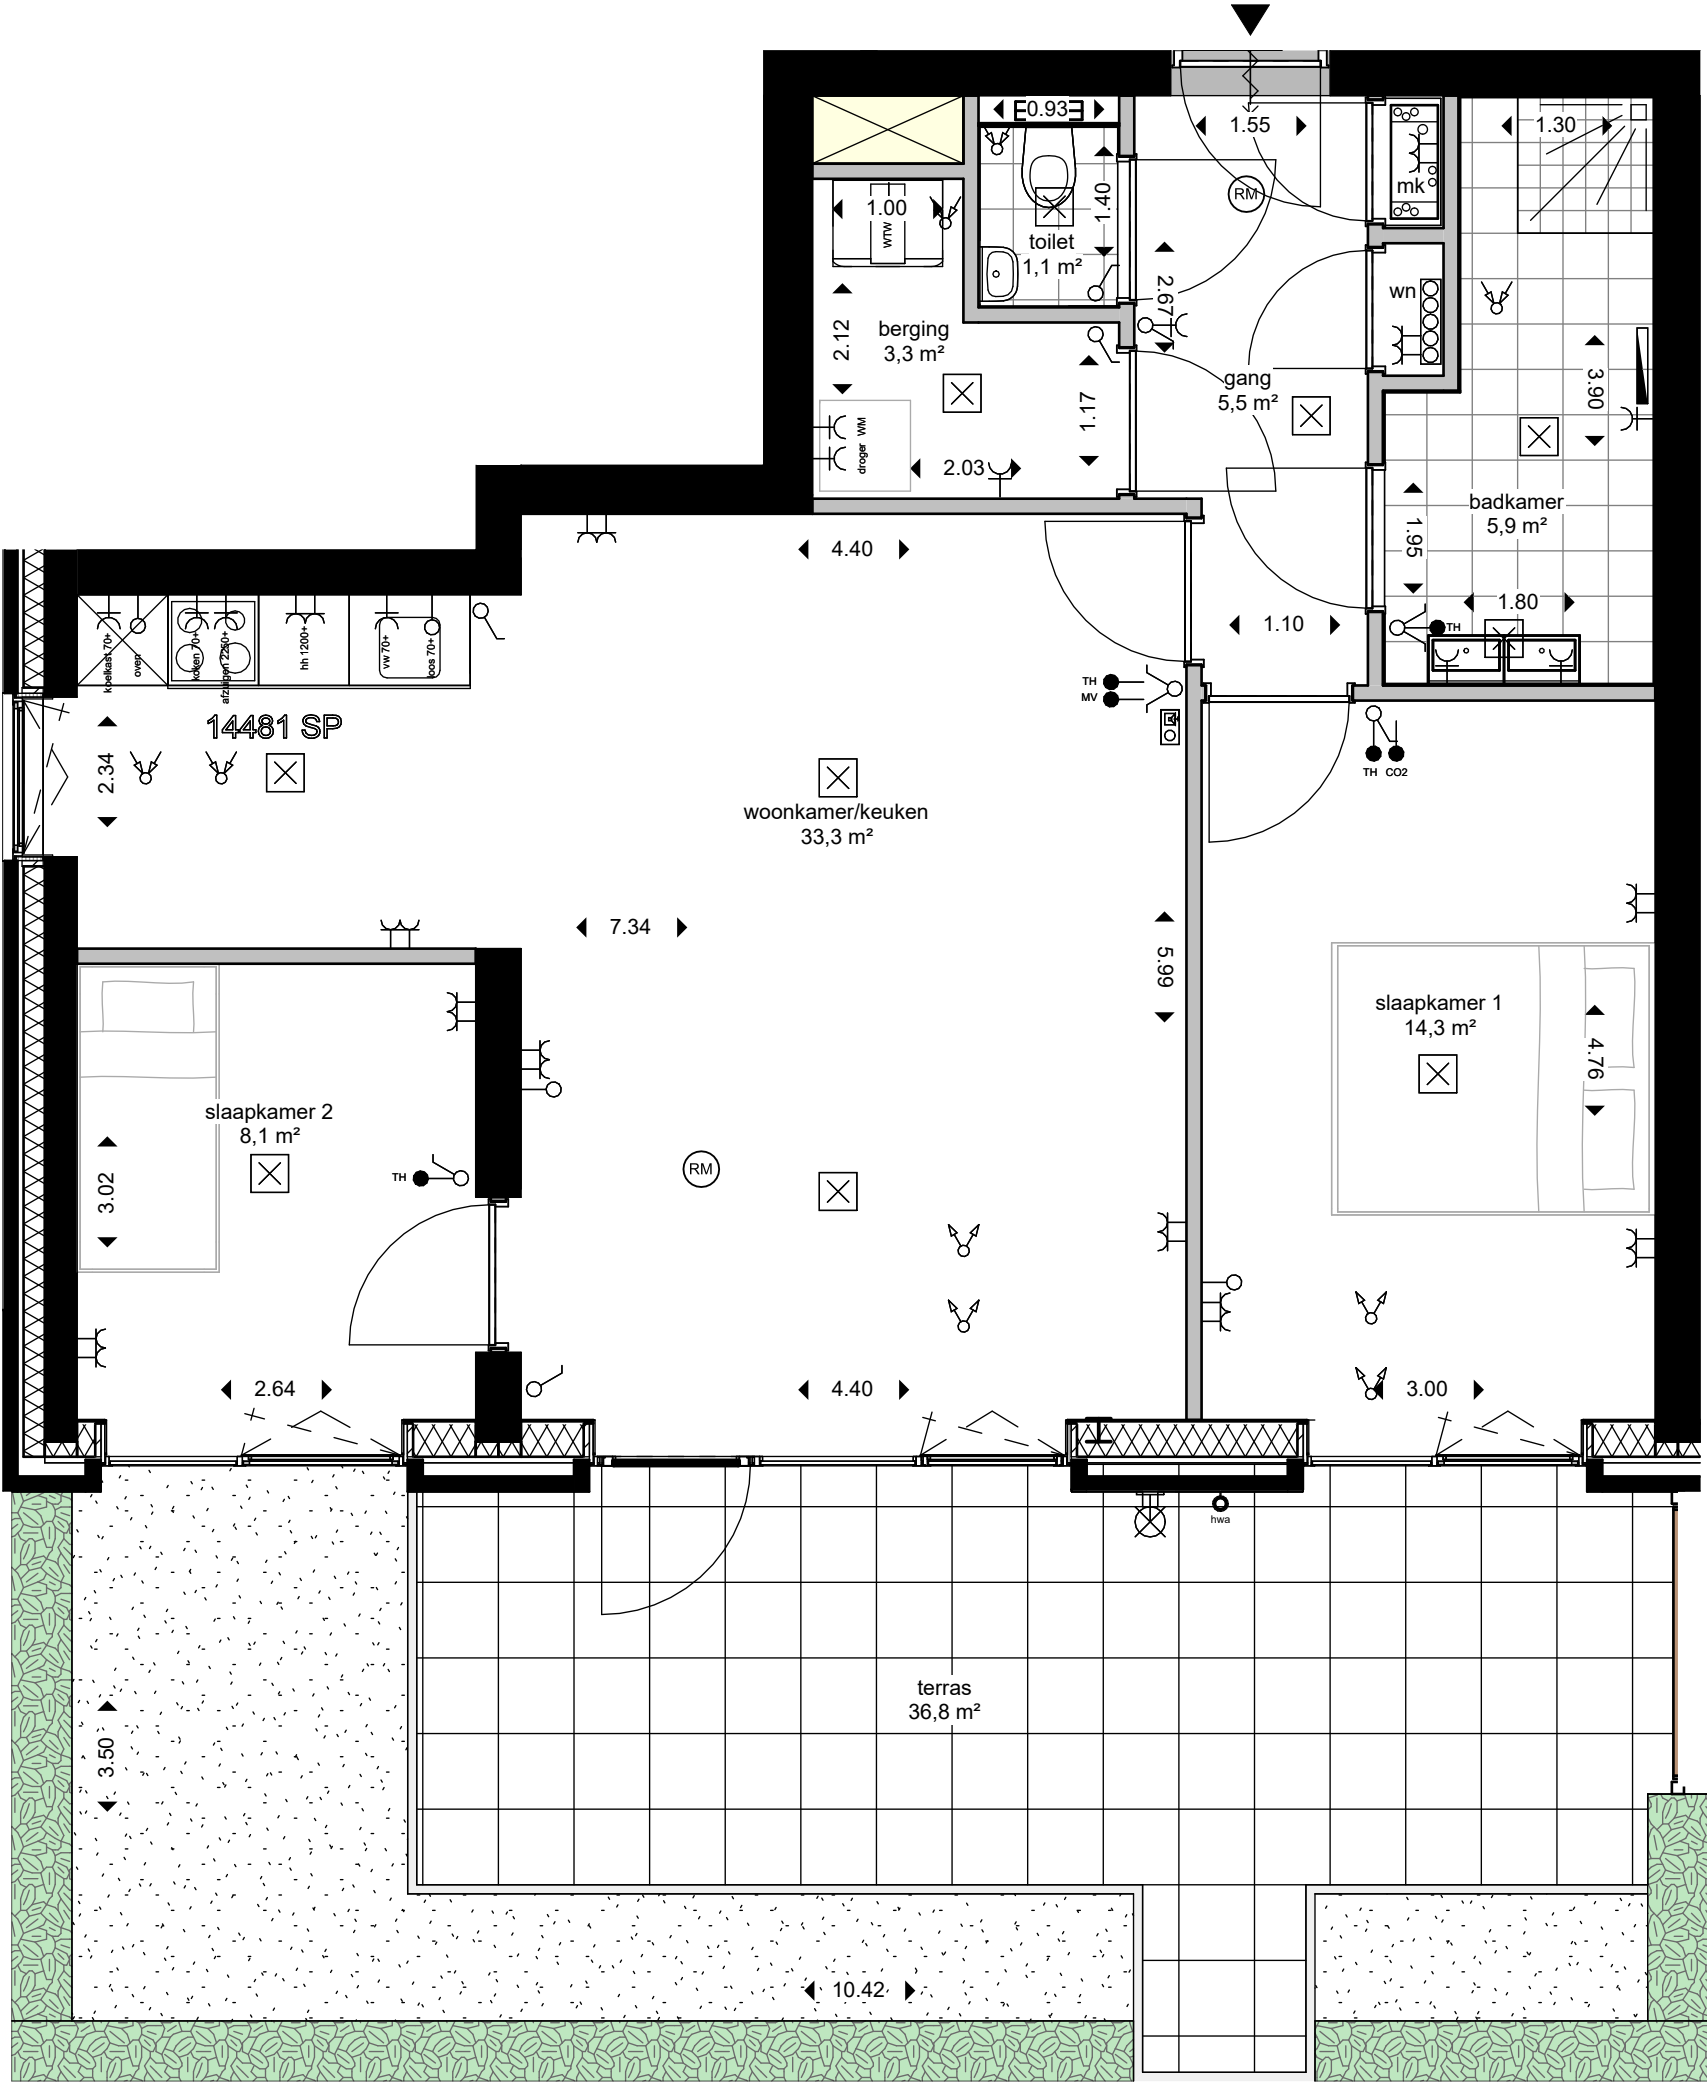 0.93
1.55
1.30
mk
RM
1.40
1.00
WTW
toilet
1,1 m²
2.67
wn
2.12
berging
3,3 m²
gang
5,5 m²
3.90
1.17
WM
droger
2.03
badkamer
5,9 m²
1.95
4.40
1.80
1.10
TH
koelkast 70+
oven
koken 70+
afzuigen 2250+
hh 1200+
vw 70+
loos 70+
TH
MV
14481 SP
2.34
TH CO2
woonkamer/keuken
33,3 m²
7.34
5.99
slaapkamer 1
14,3 m²
4.76
slaapkamer 2
8,1 m²
3.02
TH
RM
2.64
4.40
3.00
hwa
terras
36,8 m²
3.50
10.42